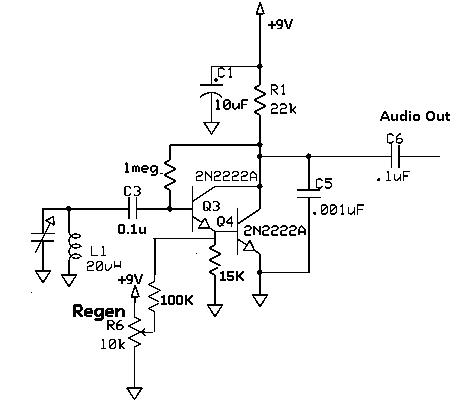 +9V
C1
10uF
R1
22k
Audio Out
C6
.1uF
1meg
2N2222A
C5
.001uF
C3
0.1u
Q3
Q4
2N2222A
L1
20uH
15K
+9V
100K
Regen
R6
10k